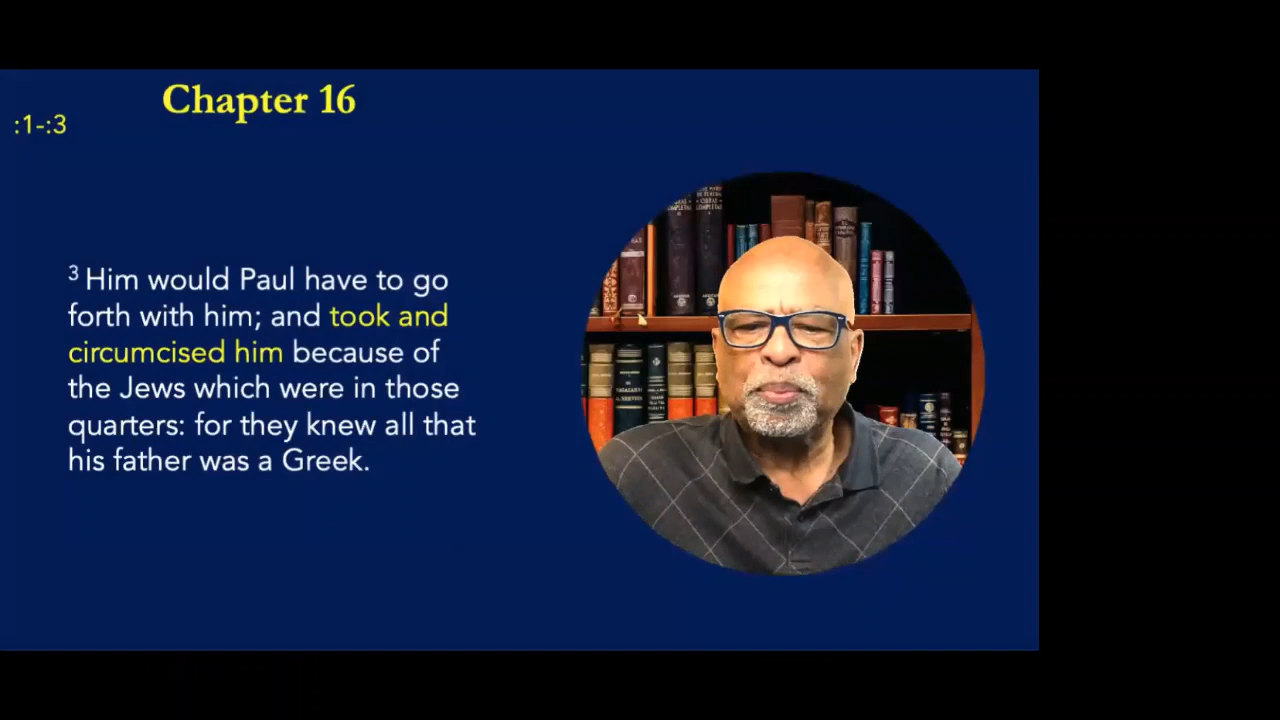 Chapter 16
:1-:3
3 Him would Paul have to go
forth with him; and took and
circumcised him because of
the Jews which were in those
quarters: for they knew all that
his father was a Greek.